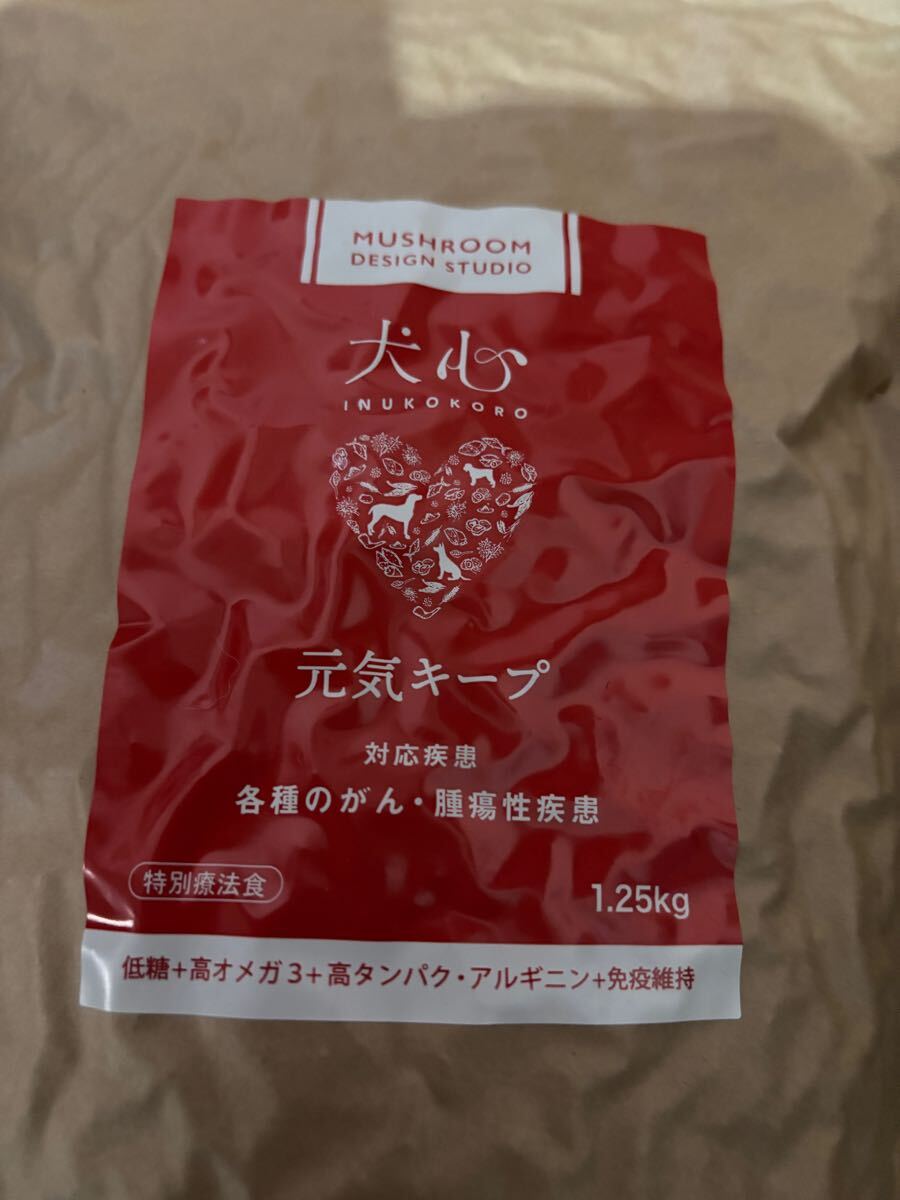 MUSHROOM
DESIGN STUDIO
犬心
INUKOKORO
元気キープ
対応疾患
各種のがん・腫瘍性疾患
特別療法食
1.25kg
低糖+高オメガ3+高タンパク・アルギニン+免疫維持